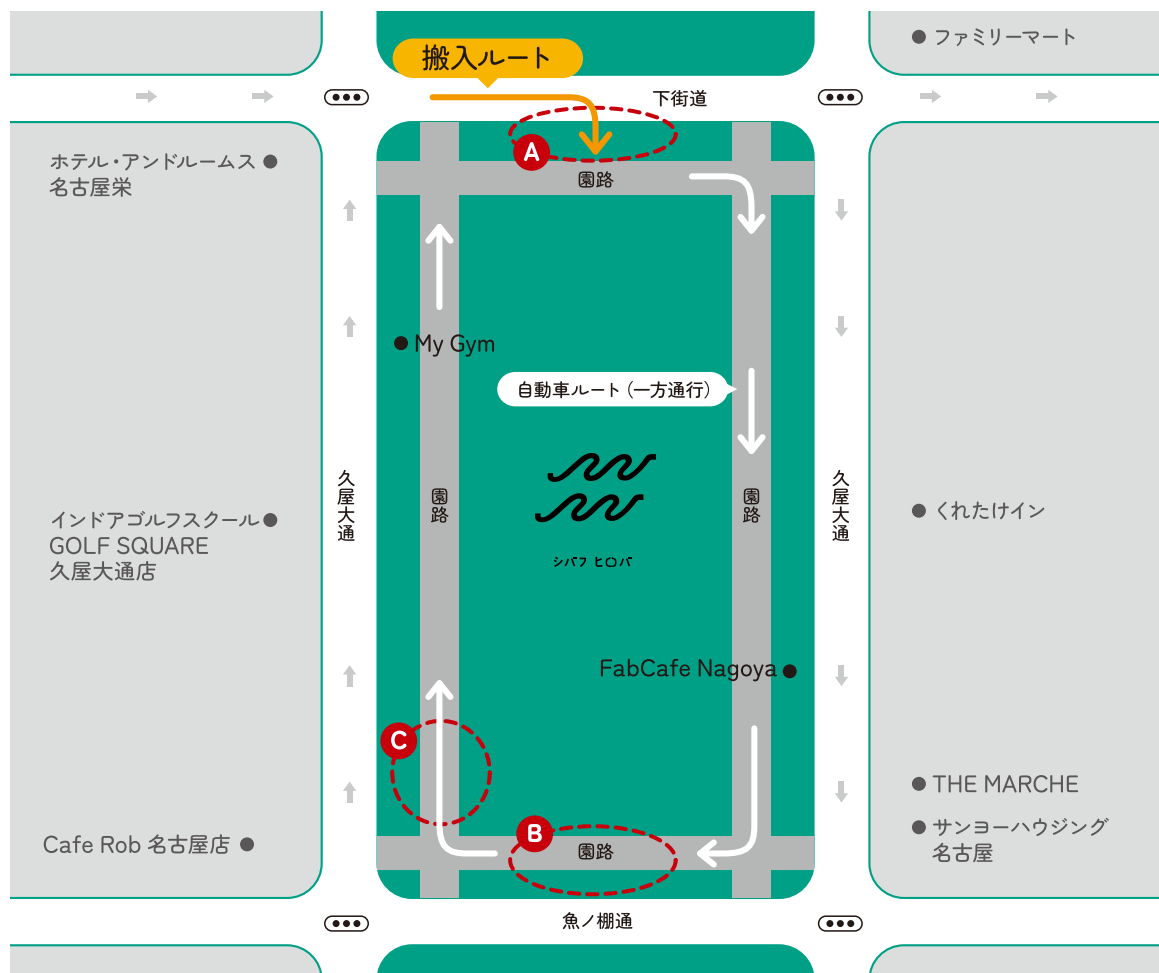 ファミリーマート
搬入ルート
下街道
A
園路
ホテル・アンドルームス
名古屋栄
My Gym
自動車ルート（一方通行）
久屋大通
園路
園路
久屋大通
インドアゴルフスクール
GOLF SQUARE
久屋大通店
くれたけイン
シバフ ヒロバ
FabCafe Nagoya
C
THE MARCHE
B
園路
サンヨーハウジング
名古屋
Cafe Rob 名古屋店
魚ノ棚通